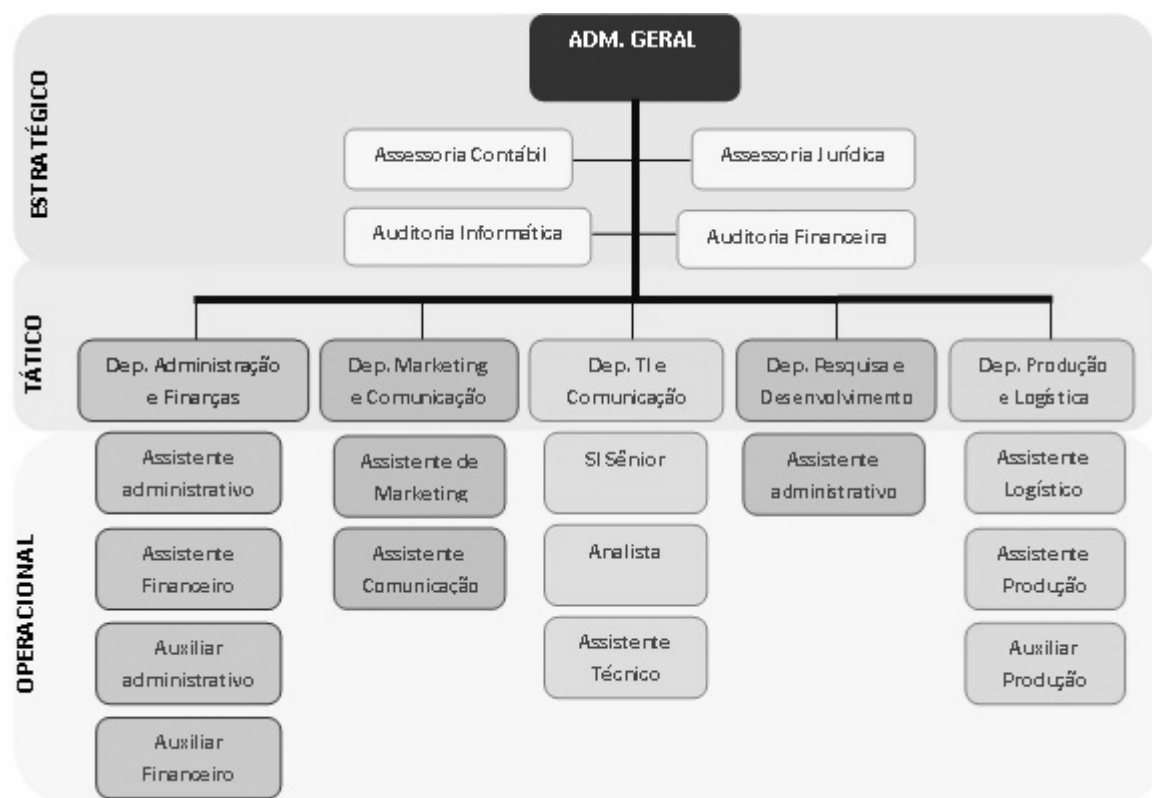 ESTRATÉGICO
ADM. GERAL
Assessoria Contábil
Assessoria Jurídica
Auditoria Informática
Auditoria Financeira
TÁTICO
Dep. Administração
e Finanças
Dep. Marketing
e Comunicação
Dep. TI e
Comunicação
Dep. Pesquisa e
Desenvolvimento
Dep. Produção
e Logística
OPERACIONAL
Assistente
administrativo
Assistente
Financeiro
Auxiliar
administrativo
Auxiliar
Financeiro
Assistente de
Marketing
Assistente
Comunicação
SI Sênior
Analista
Assistente
Técnico
Assistente
administrativo
Assistente
Logístico
Assistente
Produção
Auxiliar
Produção